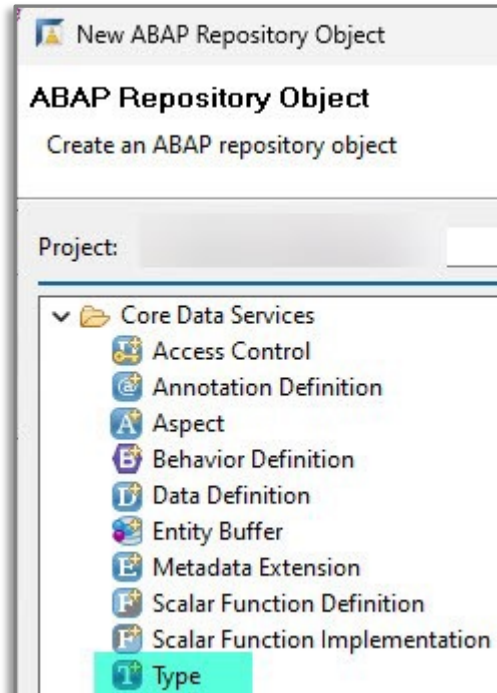 New ABAP Repository Object
ABAP Repository Object
Create an ABAP repository object
Project:
Core Data Services
Access Control
Annotation Definition
Aspect
Behavior Definition
Data Definition
Entity Buffer
Metadata Extension
Scalar Function Definition
Scalar Function Implementation
Type